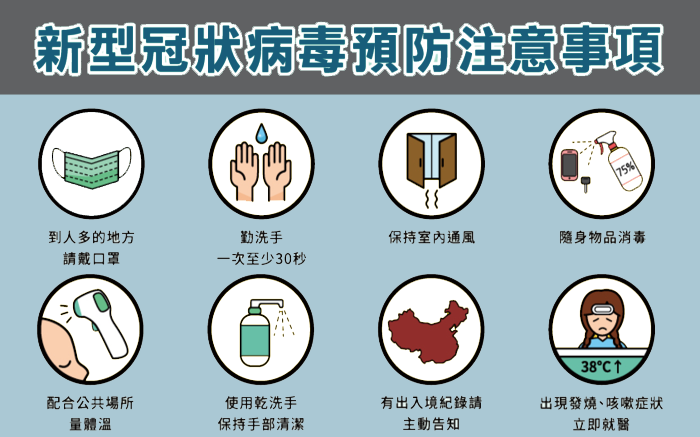 新型冠狀病毒預防注意事項
75%
到人多的地方
請戴口罩
勤洗手
一次至少30秒
保持室內通風
隨身物品消毒
38°C↑
配合公共場所
量體溫
使用乾洗手
保持手部清潔
有出入境紀錄請
主動告知
出現發燒、咳嗽症狀
立即就醫